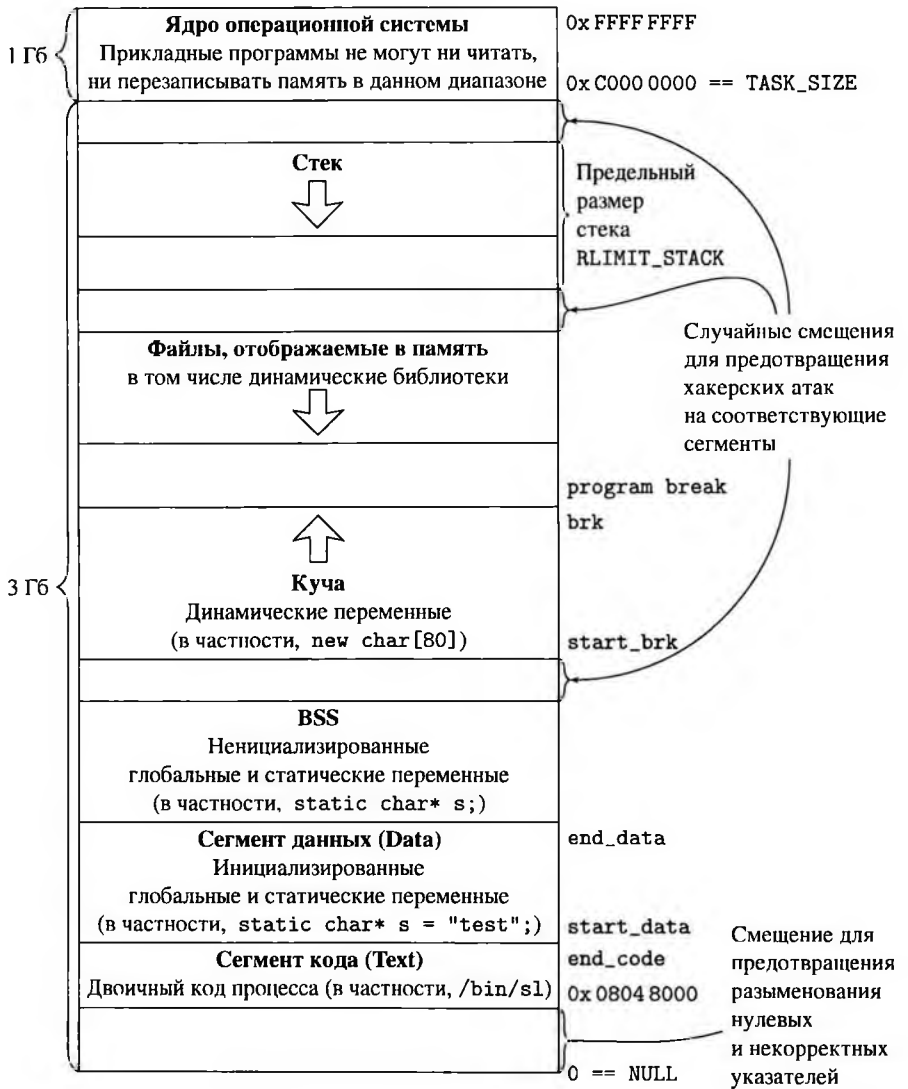 Ядро операционной системы
Прикладные программы не могут ни читать,
ни перезаписывать память в данном диапазоне
0x FFFF FFFF
0x C000 0000 == TASK_SIZE
1 Гб
Стек
Предельный
размер
стека
RLIMIT_STACK
Случайные смещения
для предотвращения
хакерских атак
на соответствующие
сегменты
Файлы, отображаемые в память
в том числе динамические библиотеки
program break
brk
3 Гб
Куча
Динамические переменные
(в частности, new char[80])
start_brk
BSS
Ненициализированные
глобальные и статические переменные
(в частности, static char* s;)
Сегмент данных (Data)
Инициализированные
глобальные и статические переменные
(в частности, static char* s = "test";)
end_data
start_data
Сегмент кода (Text)
Двоичный код процесса (в частности, /bin/sl)
end_code
0x 0804 8000
Смещение для
предотвращения
разыменования
нулевых
и некорректных
указателей
0 == NULL